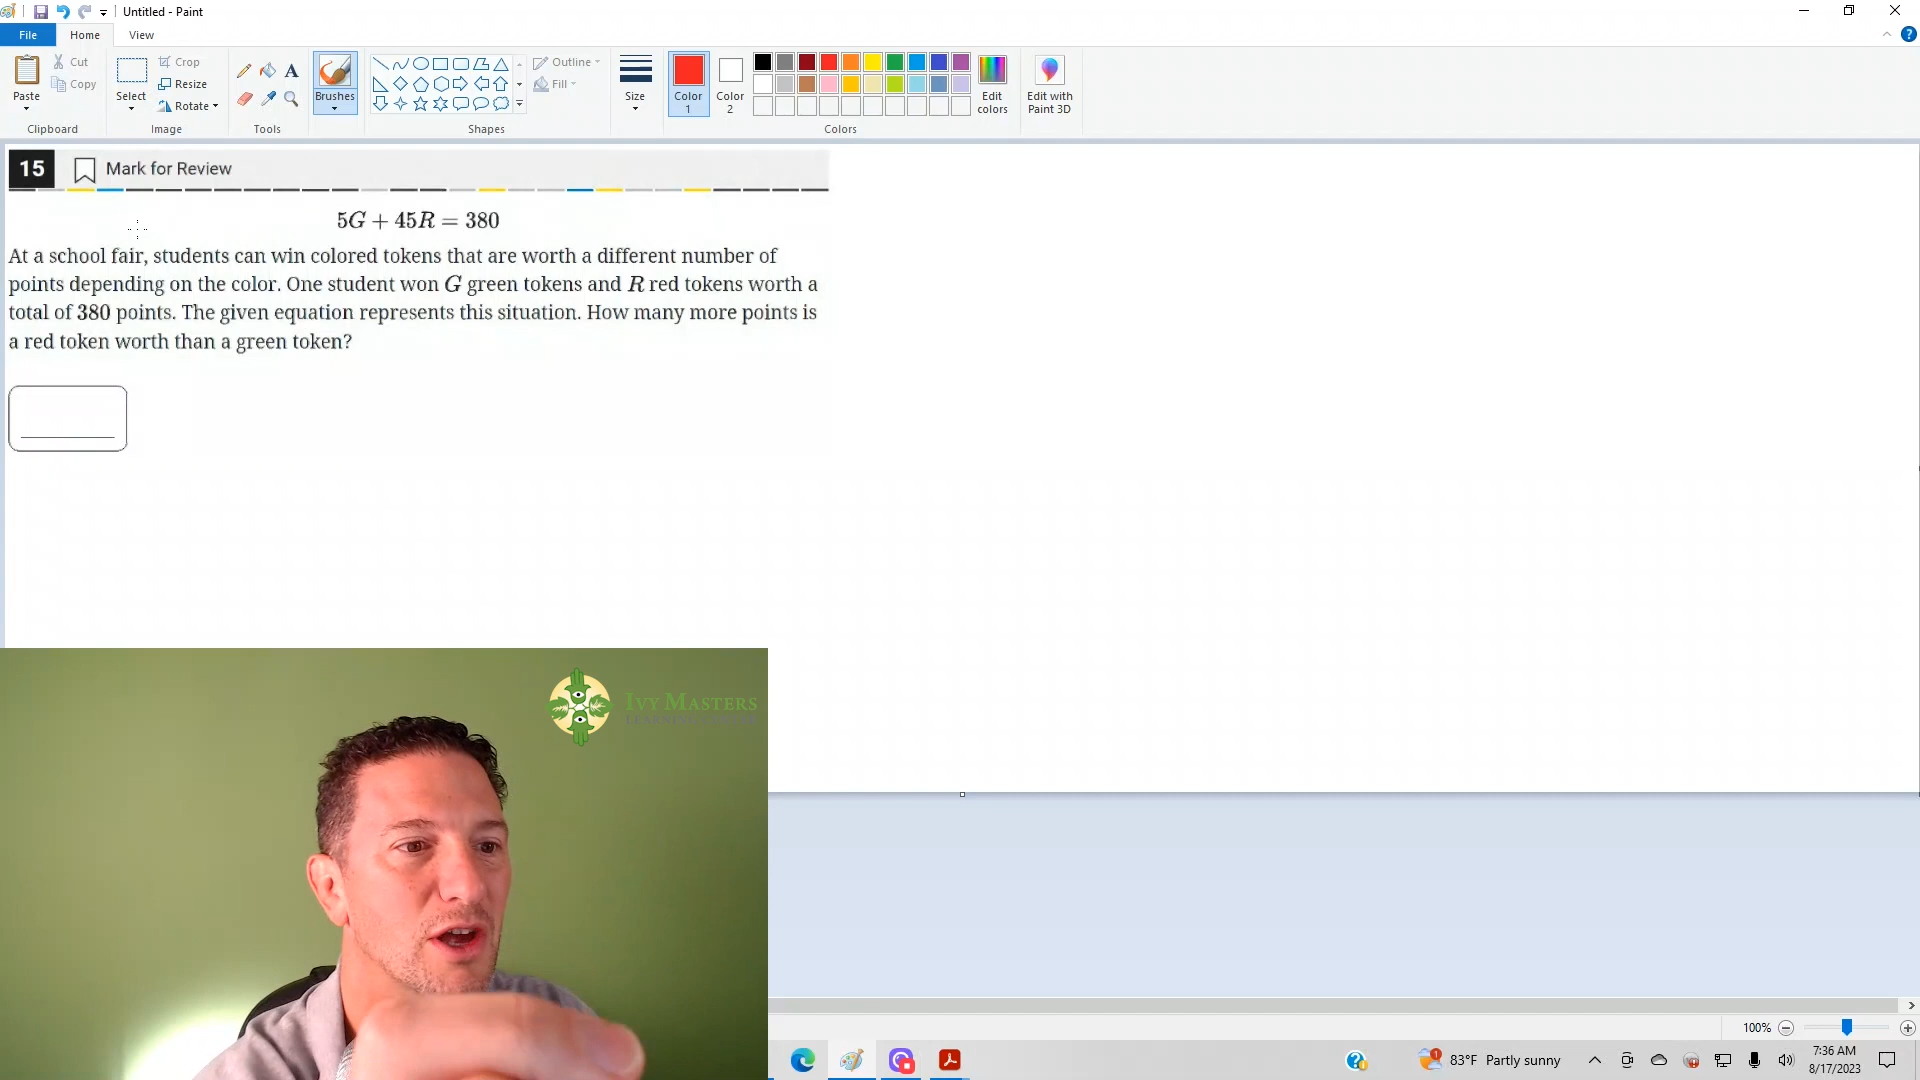 Untitled - Paint
File
Home
View
Paste
Cut
Copy
Clipboard
Select
Crop
Resize
Rotate
Image
A
Tools
Brushes
Shapes
Outline
Fill
Size
Color 1
Color 2
Colors
Edit colors
Edit with Paint 3D
15
Mark for Review
5G + 45R = 380
At a school fair, students can win colored tokens that are worth a different number of
points depending on the color. One student won G green tokens and R red tokens worth a
total of 380 points. The given equation represents this situation. How many more points is
a red token worth than a green token?
IVY MASTERS
100%
83°F Partly sunny
7:36 AM
8/17/2023